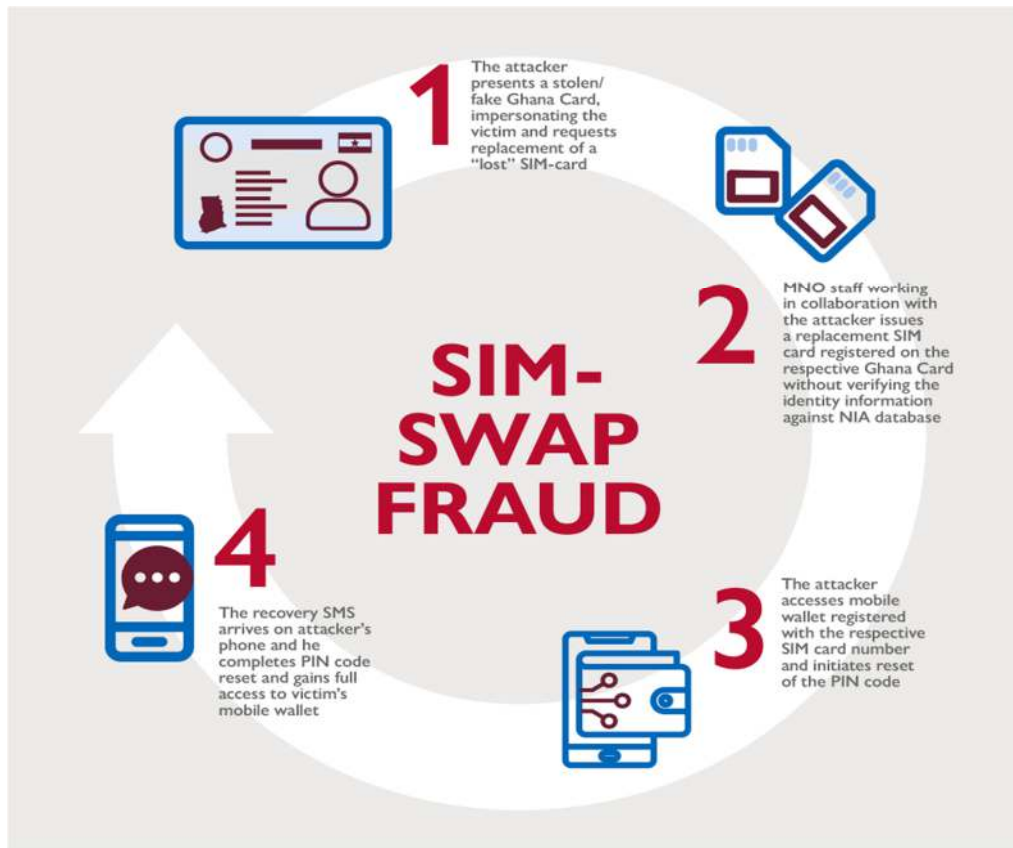 1
The attacker
presents a stolen/
fake Ghana Card,
impersonating the
victim and requests
replacement of a
“lost” SIM-card
2
MNO staff working
in collaboration with
the attacker issues
a replacement SIM
card registered on the
respective Ghana Card
without verifying the
identity information
against NIA database
SIM-
SWAP
FRAUD
3
The attacker
accesses mobile
wallet registered
with the respective
SIM card number
and initiates reset
of the PIN code
4
The recovery SMS
arrives on attacker’s
phone and he
completes PIN code
reset and gains full
access to victim’s
mobile wallet